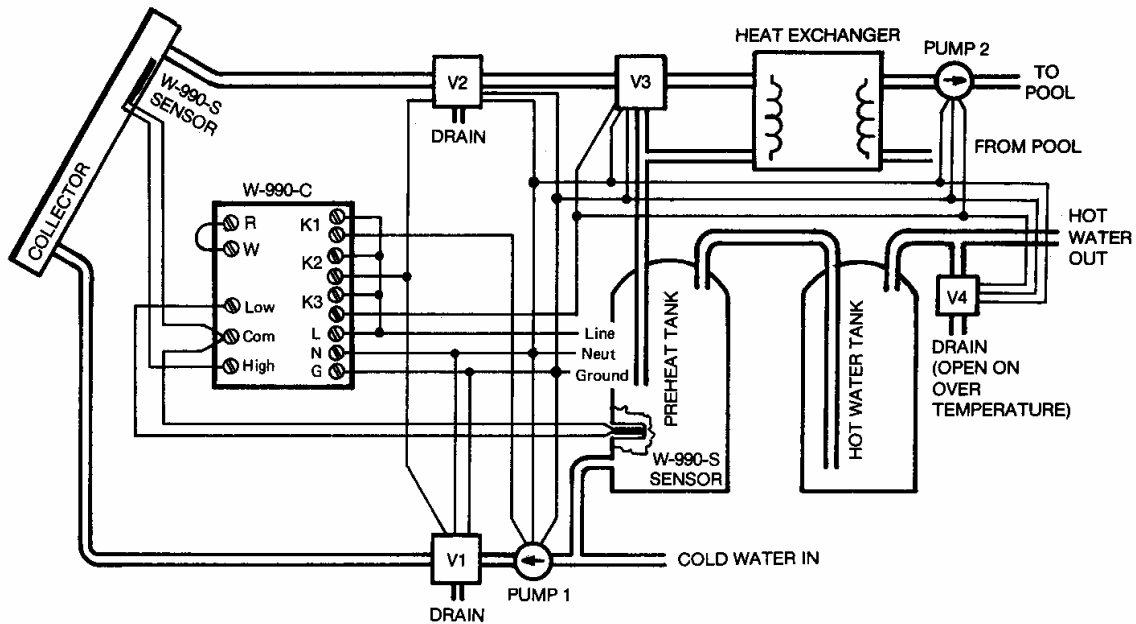 HEAT EXCHANGER
PUMP 2
TO
POOL
V2
V3
W-990-S
SENSOR
DRAIN
FROM POOL
COLLECTOR
W-990-C
R
W
K1
K2
K3
Low
Com
High
L
N
G
Line
Neut
Ground
PREHEAT TANK
HOT WATER TANK
HOT
WATER
OUT
V4
DRAIN
(OPEN ON
OVER
TEMPERATURE)
W-990-S
SENSOR
V1
DRAIN
PUMP 1
COLD WATER IN